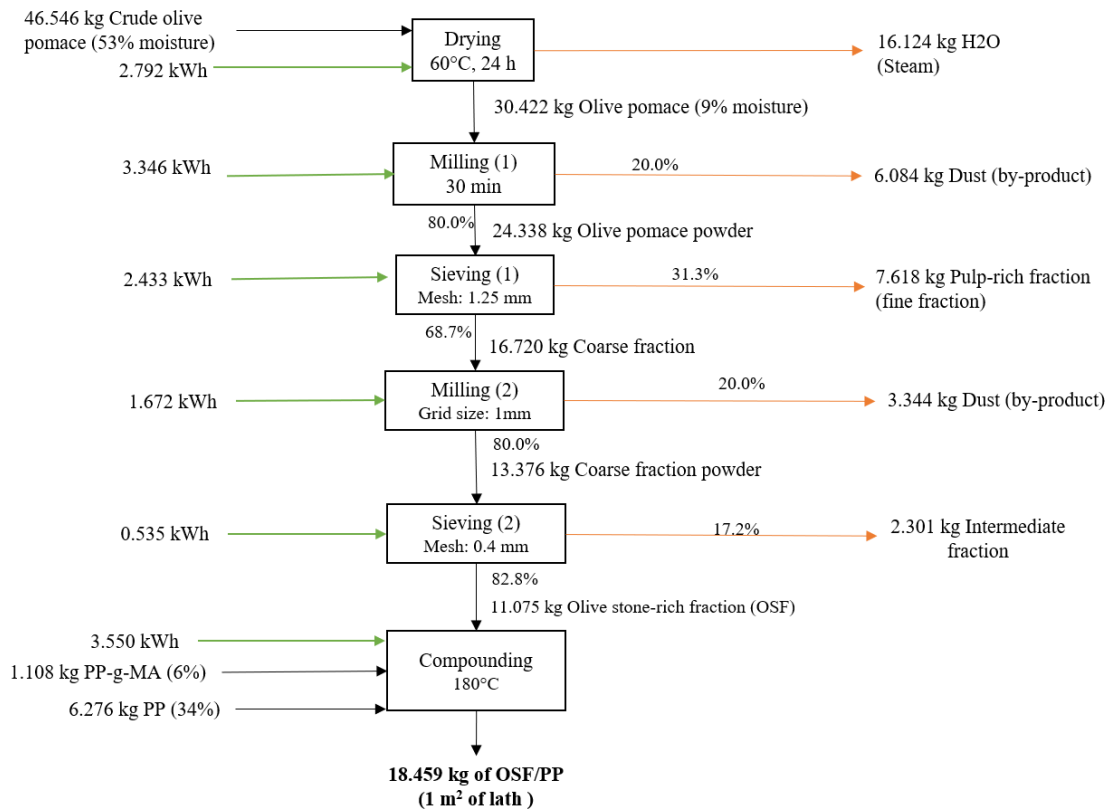 46.546 kg Crude olive
pomace (53% moisture)
2.792 kWh
Drying
60°C, 24 h
16.124 kg H2O
(Steam)
30.422 kg Olive pomace (9% moisture)
3.346 kWh
Milling (1)
30 min
20.0%
6.084 kg Dust (by-product)
80.0%
24.338 kg Olive pomace powder
2.433 kWh
Sieving (1)
Mesh: 1.25 mm
31.3%
7.618 kg Pulp-rich fraction
(fine fraction)
68.7%
16.720 kg Coarse fraction
1.672 kWh
Milling (2)
Grid size: 1mm
20.0%
3.344 kg Dust (by-product)
80.0%
13.376 kg Coarse fraction powder
0.535 kWh
Sieving (2)
Mesh: 0.4 mm
17.2%
2.301 kg Intermediate
fraction
82.8%
11.075 kg Olive stone-rich fraction (OSF)
3.550 kWh
1.108 kg PP-g-MA (6%)
6.276 kg PP (34%)
Compounding
180°C
18.459 kg of OSF/PP
(1 m² of lath )